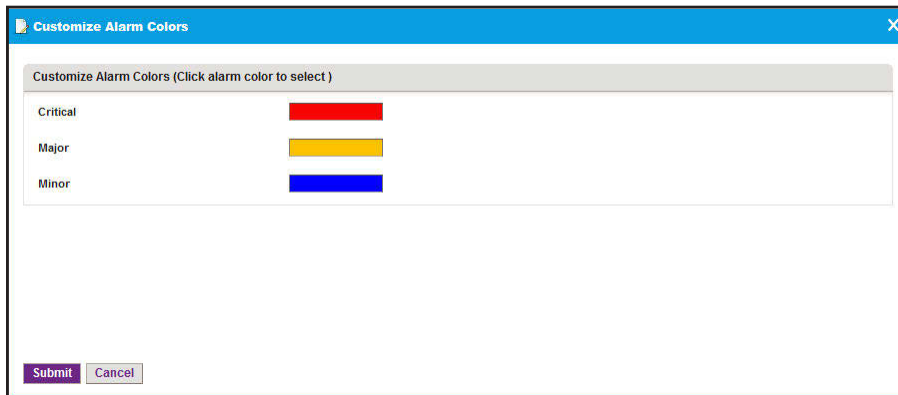 Customize Alarm Colors
Customize Alarm Colors (Click alarm color to select )
Critical
Major
Minor
Submit Cancel